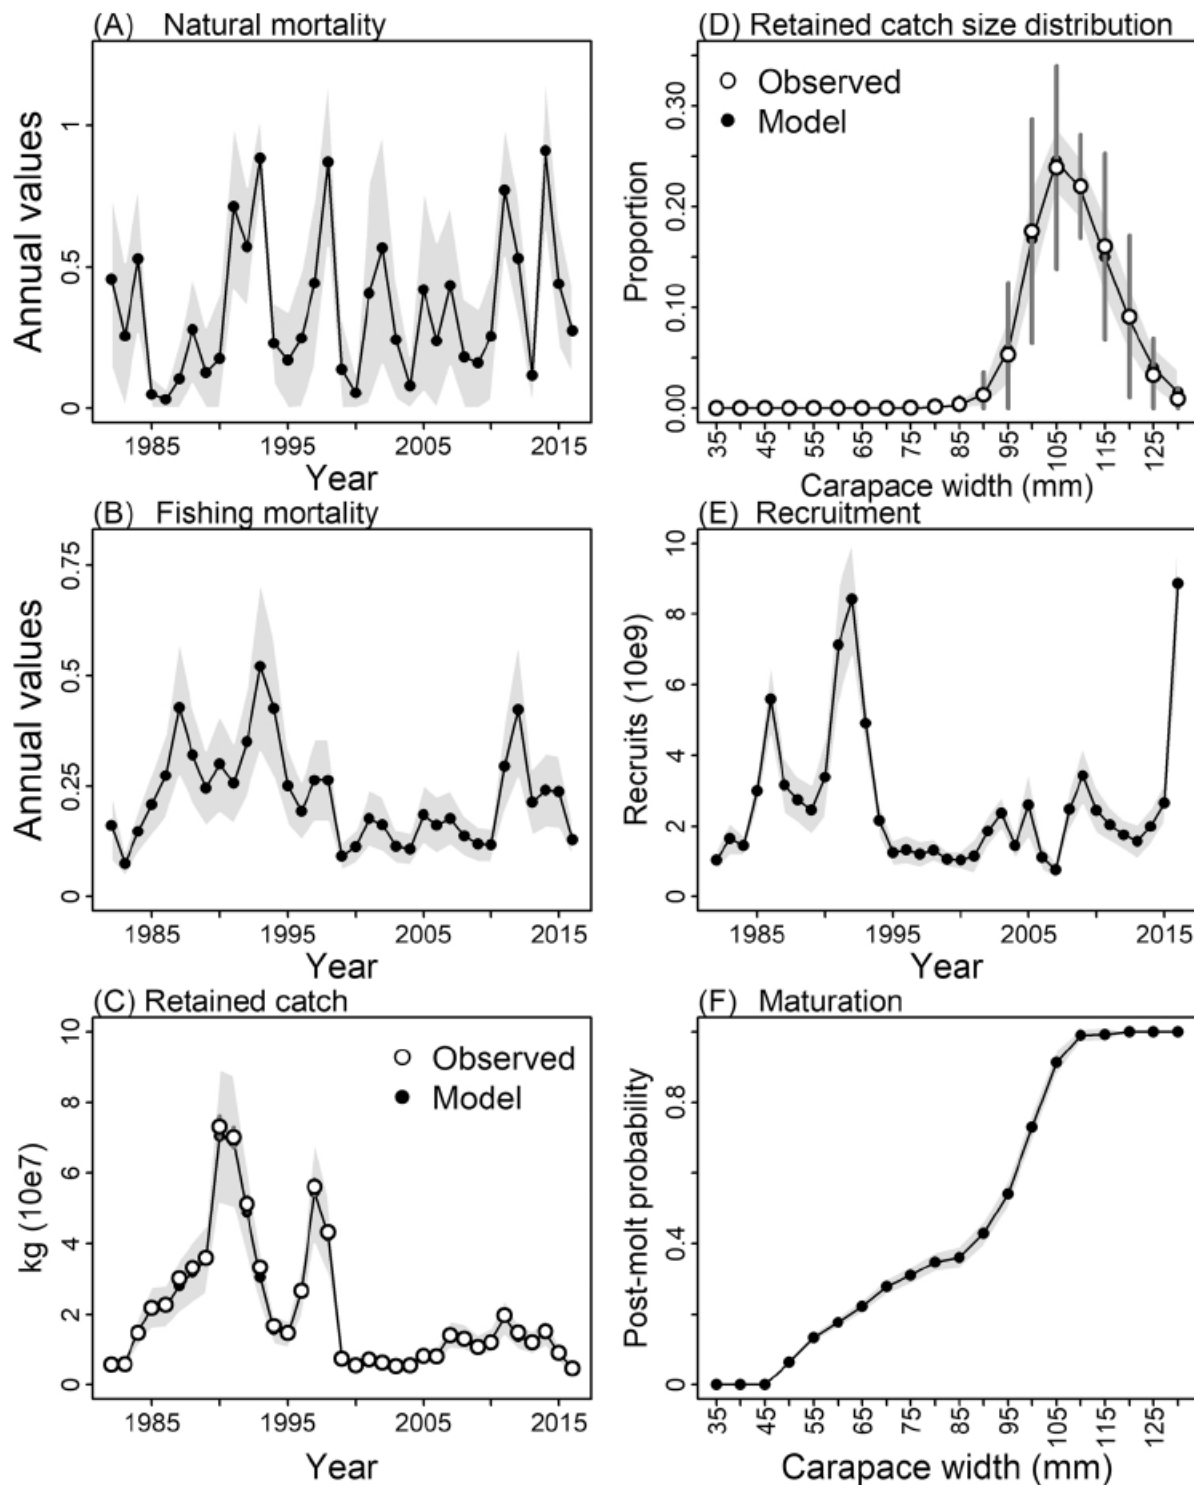 (A) Natural mortality
Annual values
1
0.5
0
1985 1995 2005 2015
Year
(D) Retained catch size distribution
Observed
Model
Proportion
0.30
0.20
0.10
0.00
35 45 55 65 75 85 95 105 115 125
Carapace width (mm)
(B) Fishing mortality
Annual values
0.75
0.5
0.25
0
1985 1995 2005 2015
Year
(E) Recruitment
Recruits (10e9)
10
8
6
4
2
0
1985 1995 2005 2015
Year
(C) Retained catch
Observed
Model
kg (10e7)
10
8
6
4
2
0
1985 1995 2005 2015
Year
(F) Maturation
Post-molt probability
0.8
0.4
0
35 45 55 65 75 85 95 105 115 125
Carapace width (mm)